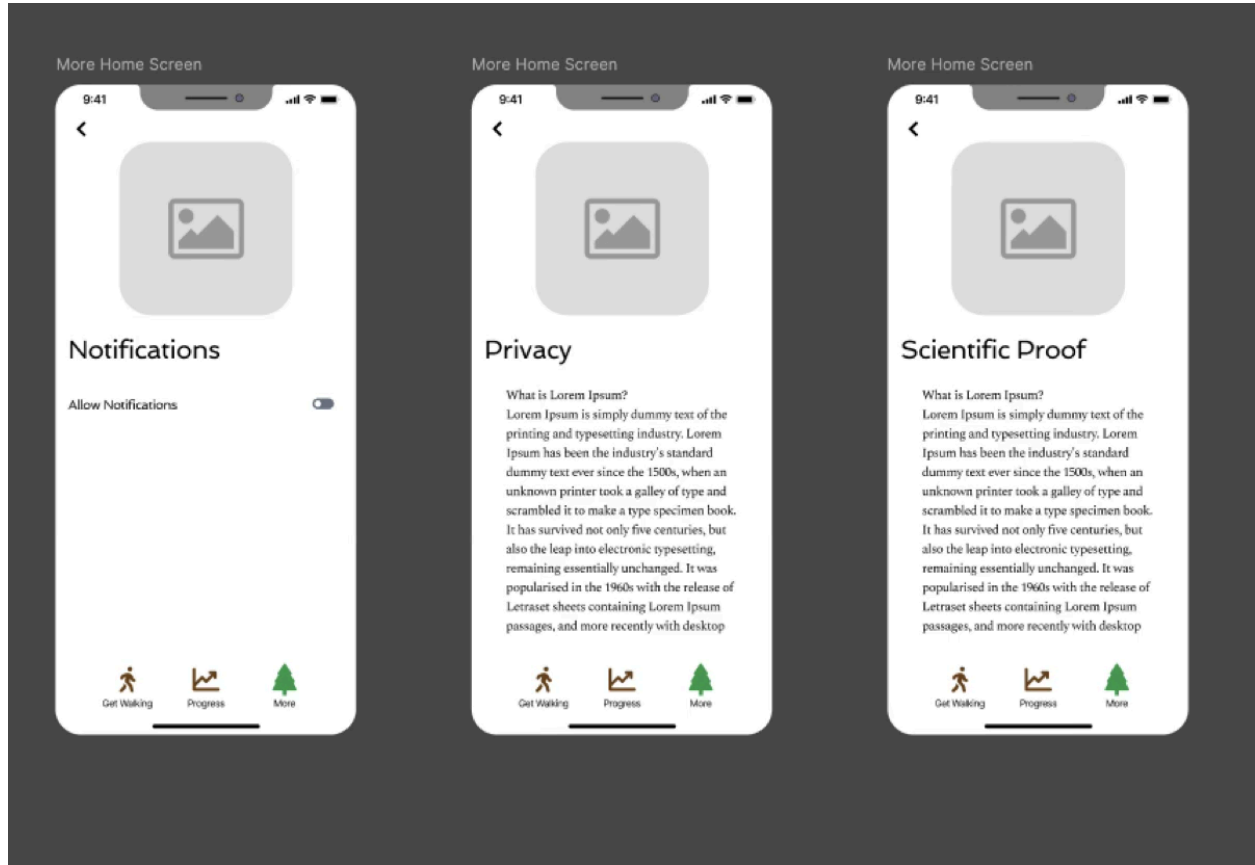 More Home Screen
9:41
Notifications
Allow Notifications
Get Walking
Progress
More
More Home Screen
9:41
Privacy
What is Lorem Ipsum?
Lorem Ipsum is simply dummy text of the
printing and typesetting industry. Lorem
Ipsum has been the industry's standard
dummy text ever since the 1500s, when an
unknown printer took a galley of type and
scrambled it to make a type specimen book.
It has survived not only five centuries, but
also the leap into electronic typesetting,
remaining essentially unchanged. It was
popularised in the 1960s with the release of
Letraset sheets containing Lorem Ipsum
passages, and more recently with desktop
Get Walking
Progress
More
More Home Screen
9:41
Scientific Proof
What is Lorem Ipsum?
Lorem Ipsum is simply dummy text of the
printing and typesetting industry. Lorem
Ipsum has been the industry's standard
dummy text ever since the 1500s, when an
unknown printer took a galley of type and
scrambled it to make a type specimen book.
It has survived not only five centuries, but
also the leap into electronic typesetting,
remaining essentially unchanged. It was
popularised in the 1960s with the release of
Letraset sheets containing Lorem Ipsum
passages, and more recently with desktop
Get Walking
Progress
More